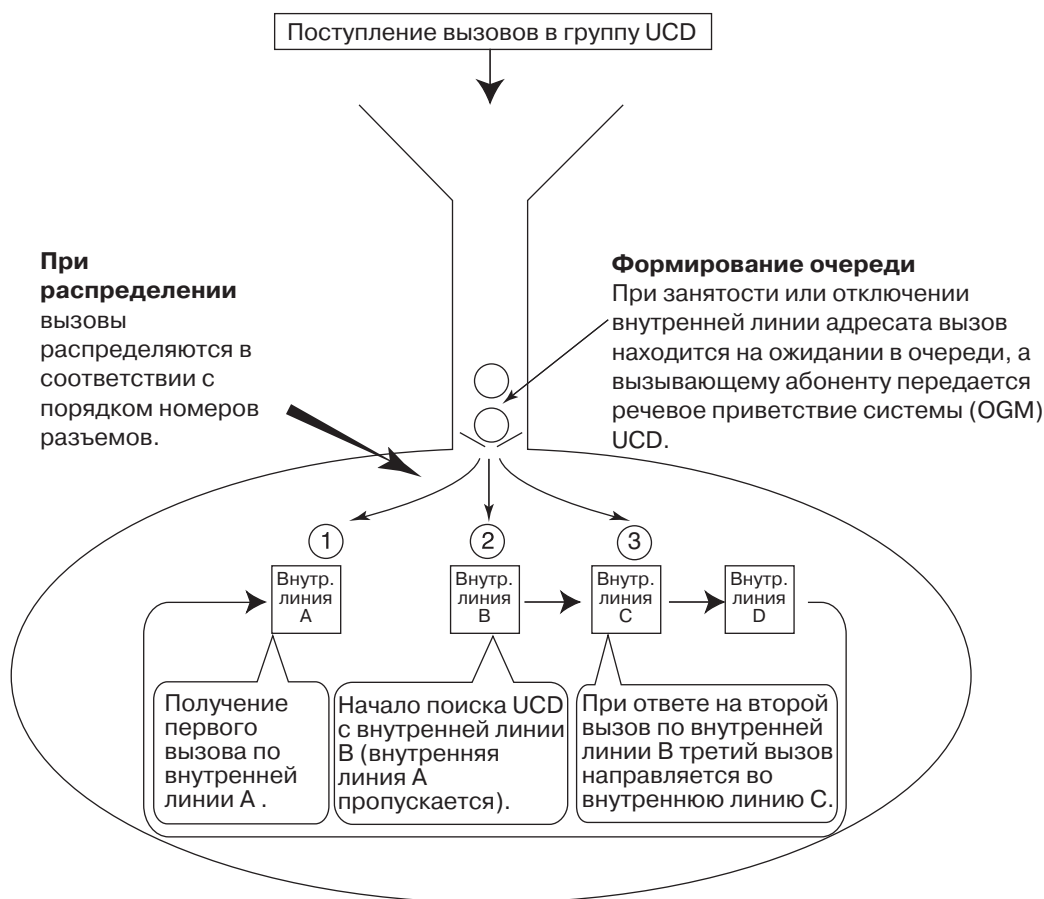 Поступление вызовов в группу UCD
При
распределении
вызовы
распределяются в
соответствии с
порядком номеров
разъемов.
Формирование очереди
При занятости или отключении
внутренней линии адресата вызов
находится на ожидании в очереди, а
вызывающему абоненту передается
речевое приветствие системы (OGM)
UCD.
1
2
3
Внутр.
линия
A
Внутр.
линия
B
Внутр.
линия
C
Внутр.
линия
D
Получение
первого
вызова по
внутренней
линии A .
Начало поиска UCD
с внутренней линии
B (внутренняя
линия A
пропускается).
При ответе на второй
вызов по внутренней
линии B третий вызов
направляется во
внутреннюю линию C.